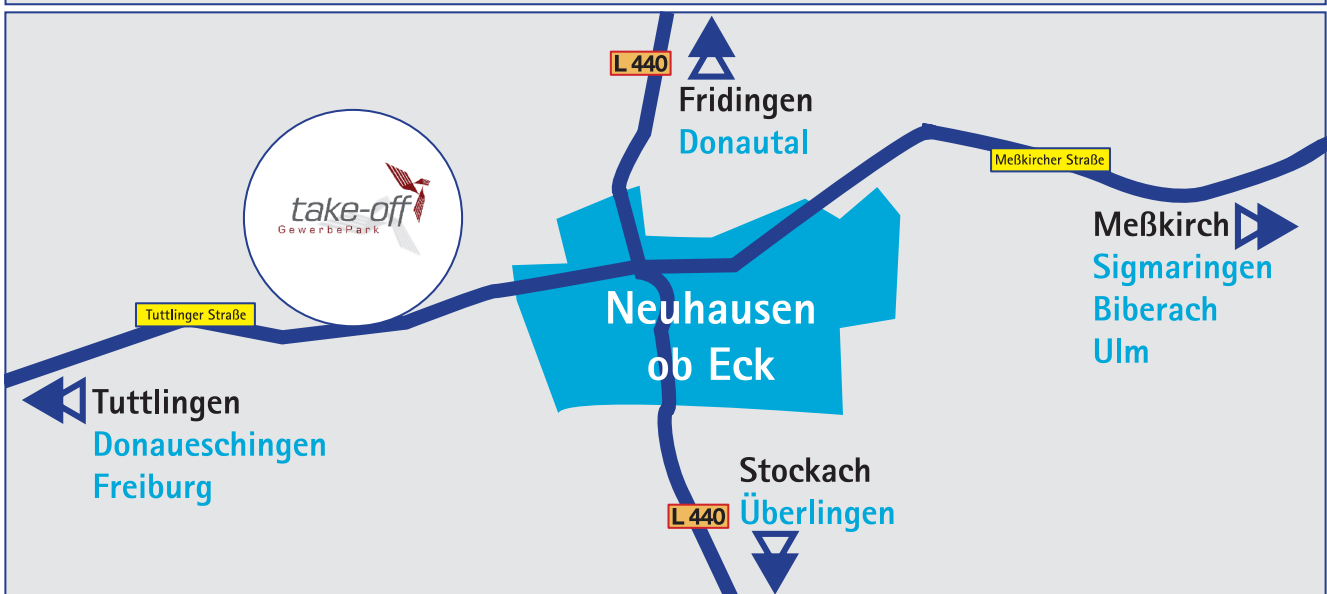 L 440
Fridingen
Donautal
Meßkircher Straße
take-off
GewerbePark
Meßkirch
Sigmaringen
Biberach
Ulm
Neuhausen
ob Eck
Tuttlinger Straße
Tuttlingen
Donaueschingen
Freiburg
Stockach
Überlingen
L 440